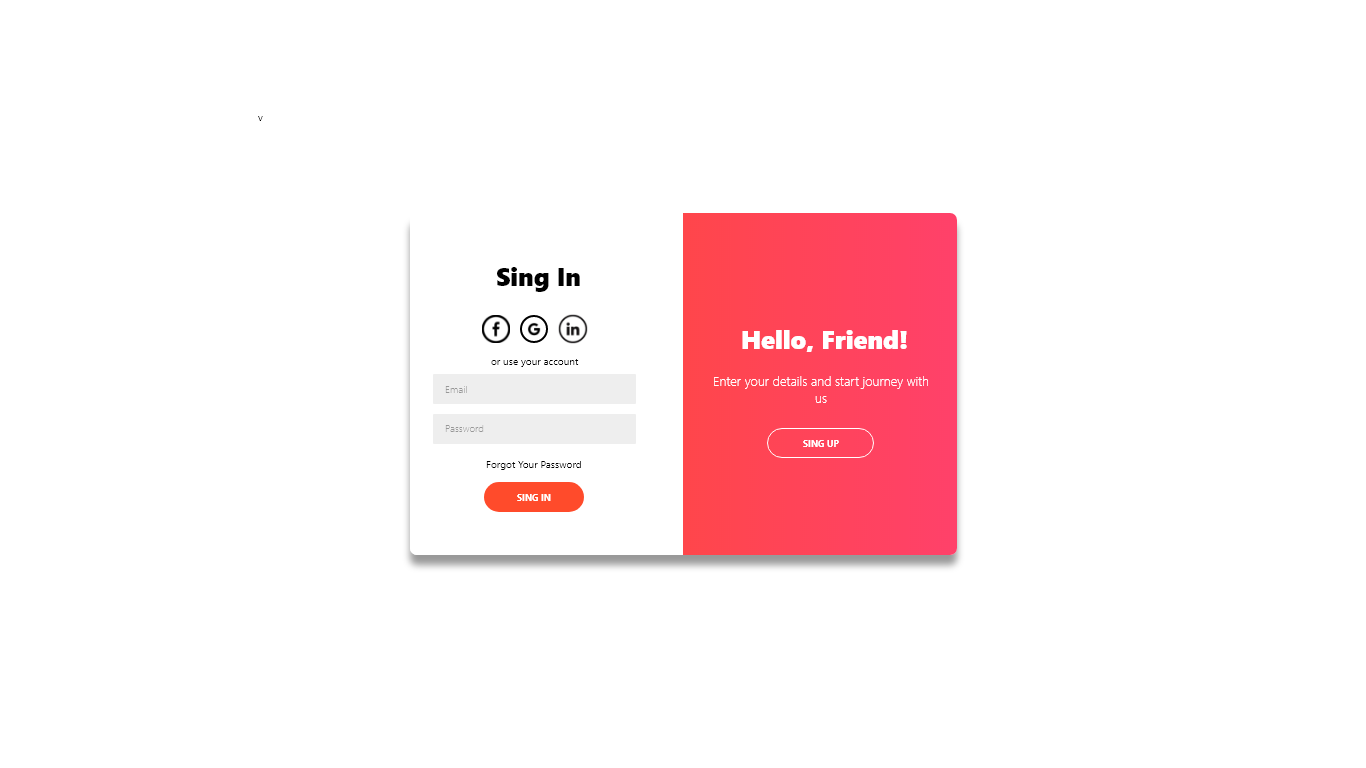 v
Sing In
f G in
or use your account
Email
Password
Forgot Your Password
SING IN
Hello, Friend!
Enter your details and start journey with
us
SING UP